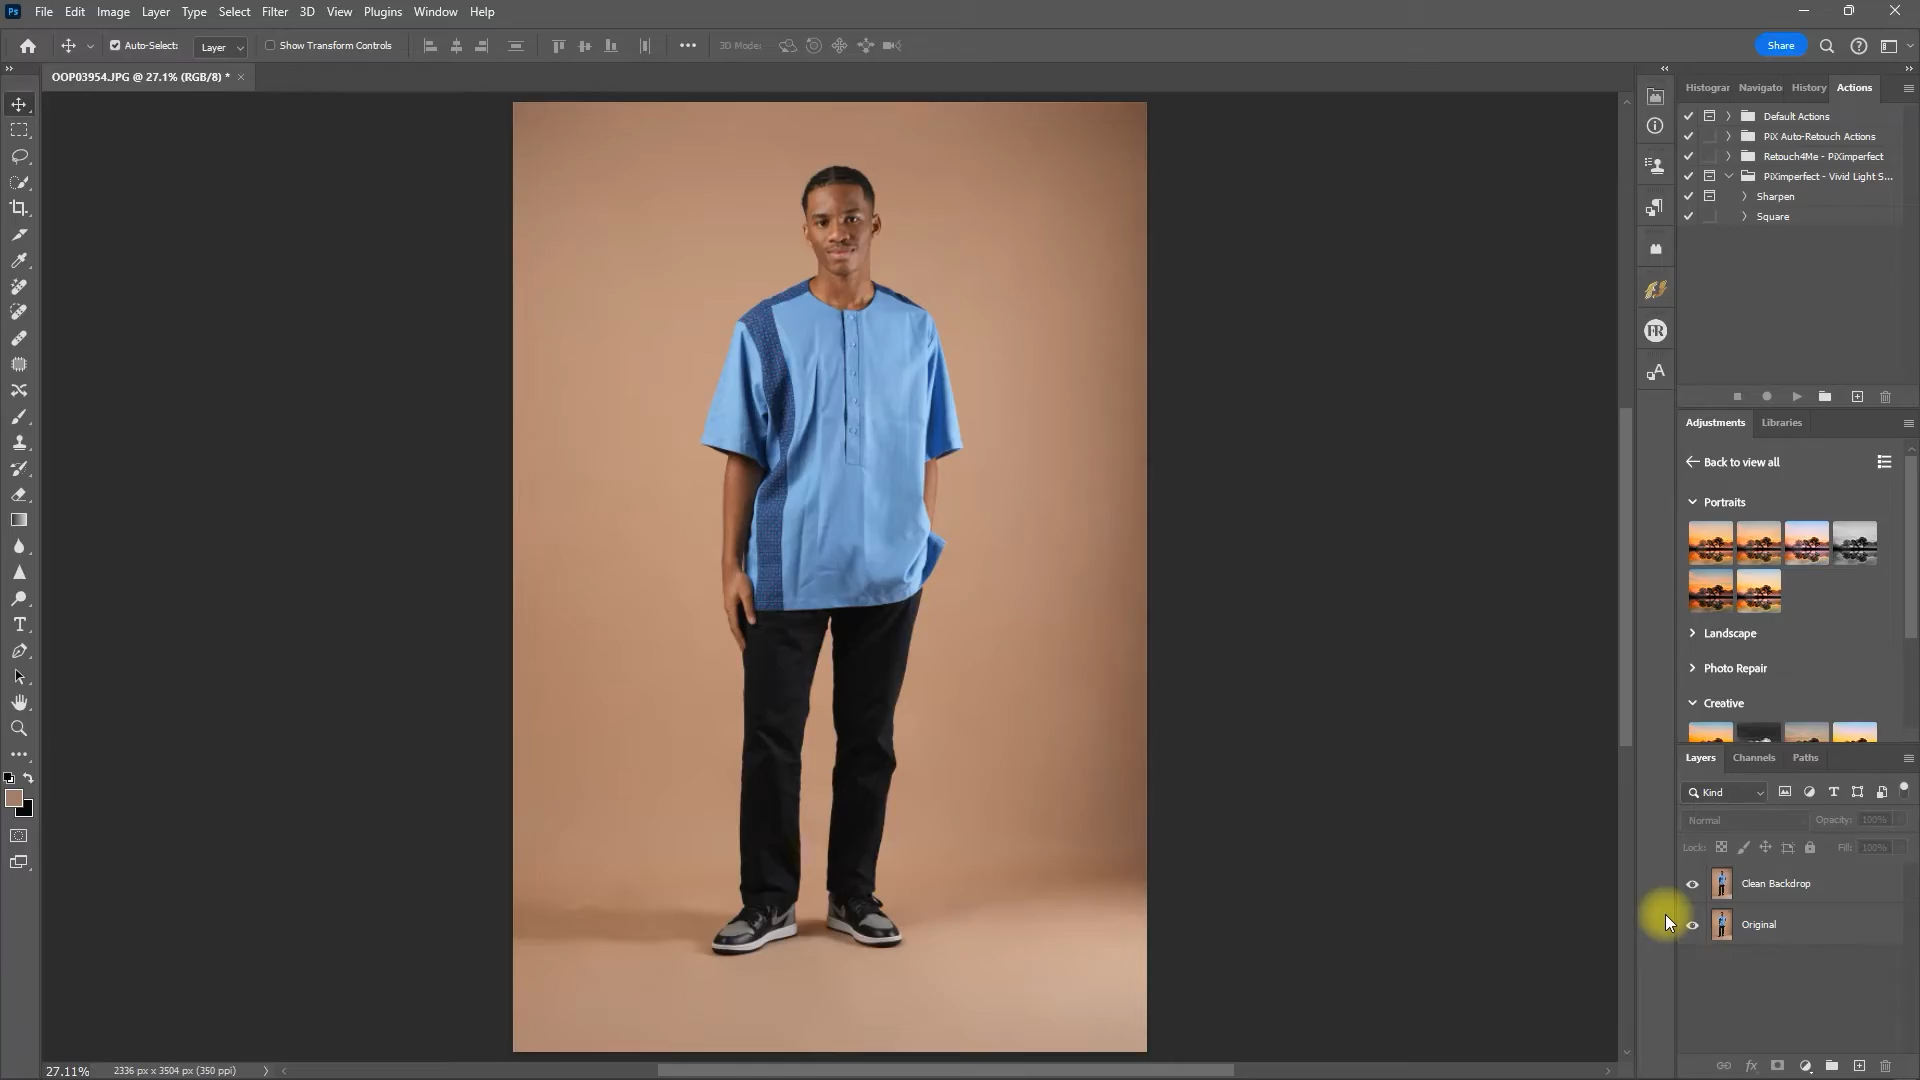 Ps File Edit Image Layer Type Select Filter 3D View Plugins Window Help
Auto-Select: Layer Show Transform Controls 3D Mode: Share
OOP03954.JPG @ 27.1% (RGB/8) *
Histograr Navigato History Actions
Default Actions
PiX Auto-Retouch Actions
Retouch4Me - PiXimperfect
PiXimperfect - Vivid Light S...
Sharpen
Square
Adjustments Libraries
Back to view all
Portraits
Landscape
Photo Repair
Creative
Layers Channels Paths
Kind
Normal Opacity: 100%
Lock: Fill: 100%
Clean Backdrop
Original
27.11% 2336 px x 3504 px (350 ppi)